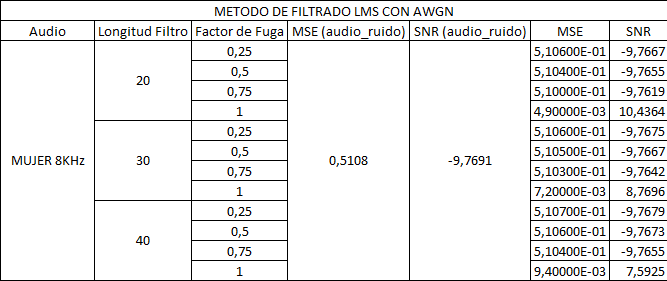 METODO DE FILTRADO LMS CON AWGN
Audio Longitud Filtro Factor de Fuga MSE (audio_ruido) SNR (audio_ruido) MSE SNR
MUJER 8KHz 20 0,25 0,5108 -9,7691 5,10600E-01 -9,7667
0,5 5,10400E-01 -9,7655
0,75 5,10000E-01 -9,7619
1 4,90000E-03 10,4364
30 0,25 5,10600E-01 -9,7675
0,5 5,10500E-01 -9,7667
0,75 5,10300E-01 -9,7642
1 7,20000E-03 8,7696
40 0,25 5,10700E-01 -9,7679
0,5 5,10600E-01 -9,7673
0,75 5,10400E-01 -9,7655
1 9,40000E-03 7,5925